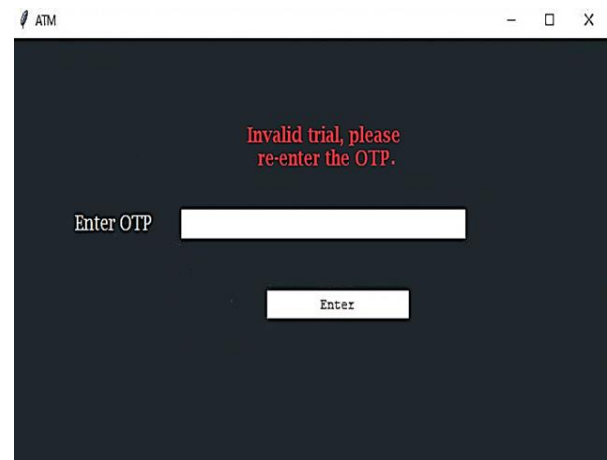 ATM
Invalid trial, please
re-enter the OTP.
Enter OTP
Enter